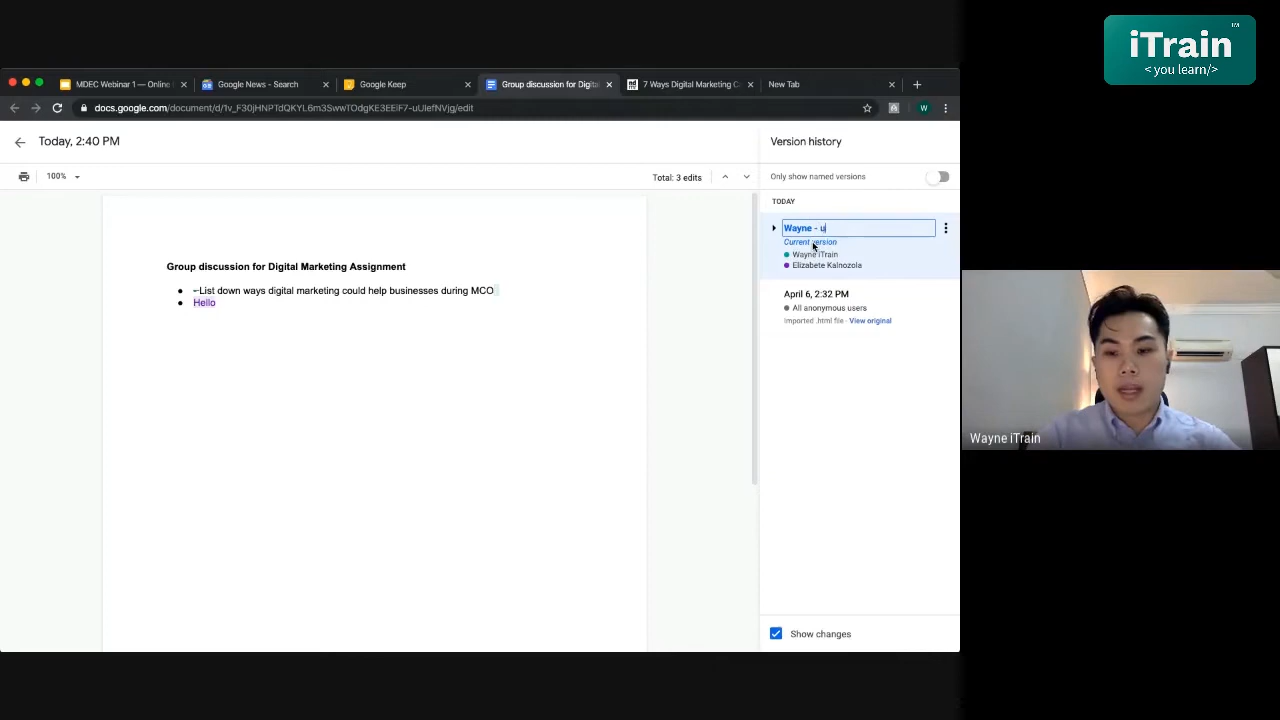 iTrain ™
< you learn/>
MDEC Webinar 1 — Online
Google News - Search
Google Keep
Group discussion for Digita
7 Ways Digital Marketing C
New Tab
Today, 2:40 PM
Version history
100%
Total: 3 edits
Only show named versions
TODAY
Wayne - u
Current version
Wayne iTrain
Elizabete Kalnozola
Group discussion for Digital Marketing Assignment
● -List down ways digital marketing could help businesses during MCO
● Hello
April 6, 2:32 PM
All anonymous users
Imported .html file · View original
Wayne iTrain
Show changes
W